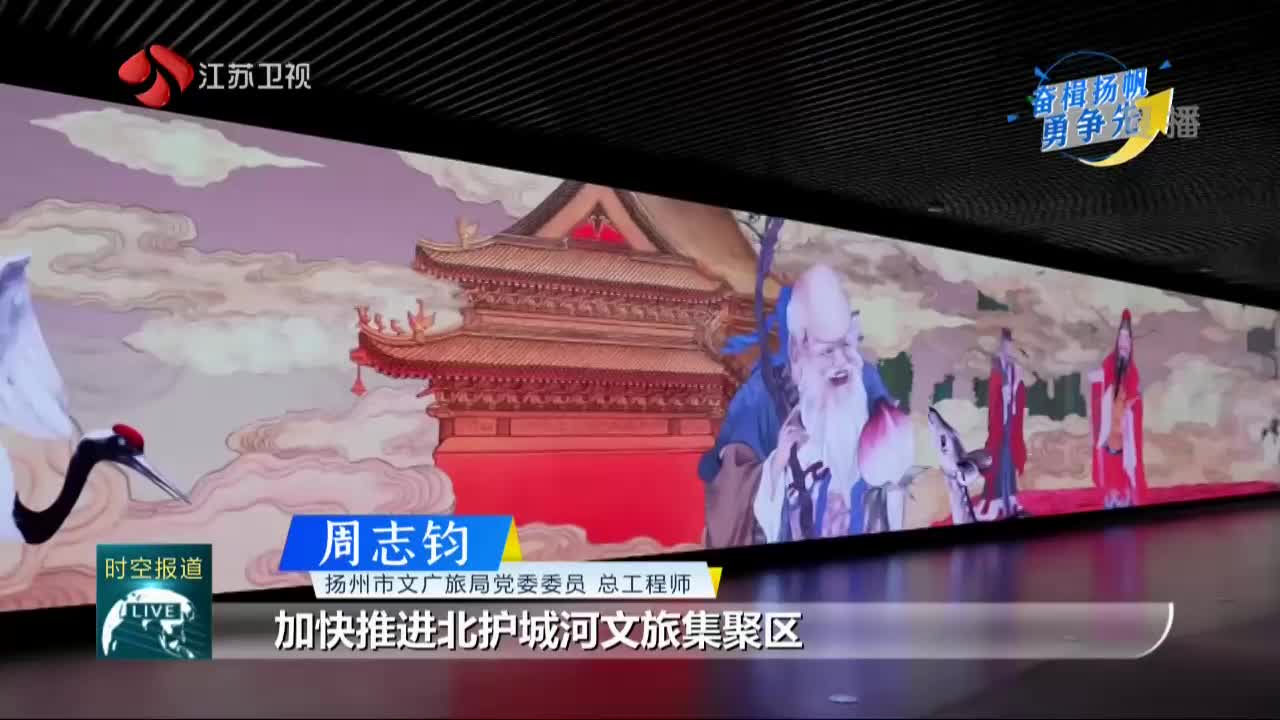 江苏卫视
奋楫扬帆
勇争先
播
周志钧
扬州市文广旅局党委委员 总工程师
时空报道
LIVE
加快推进北护城河文旅集聚区